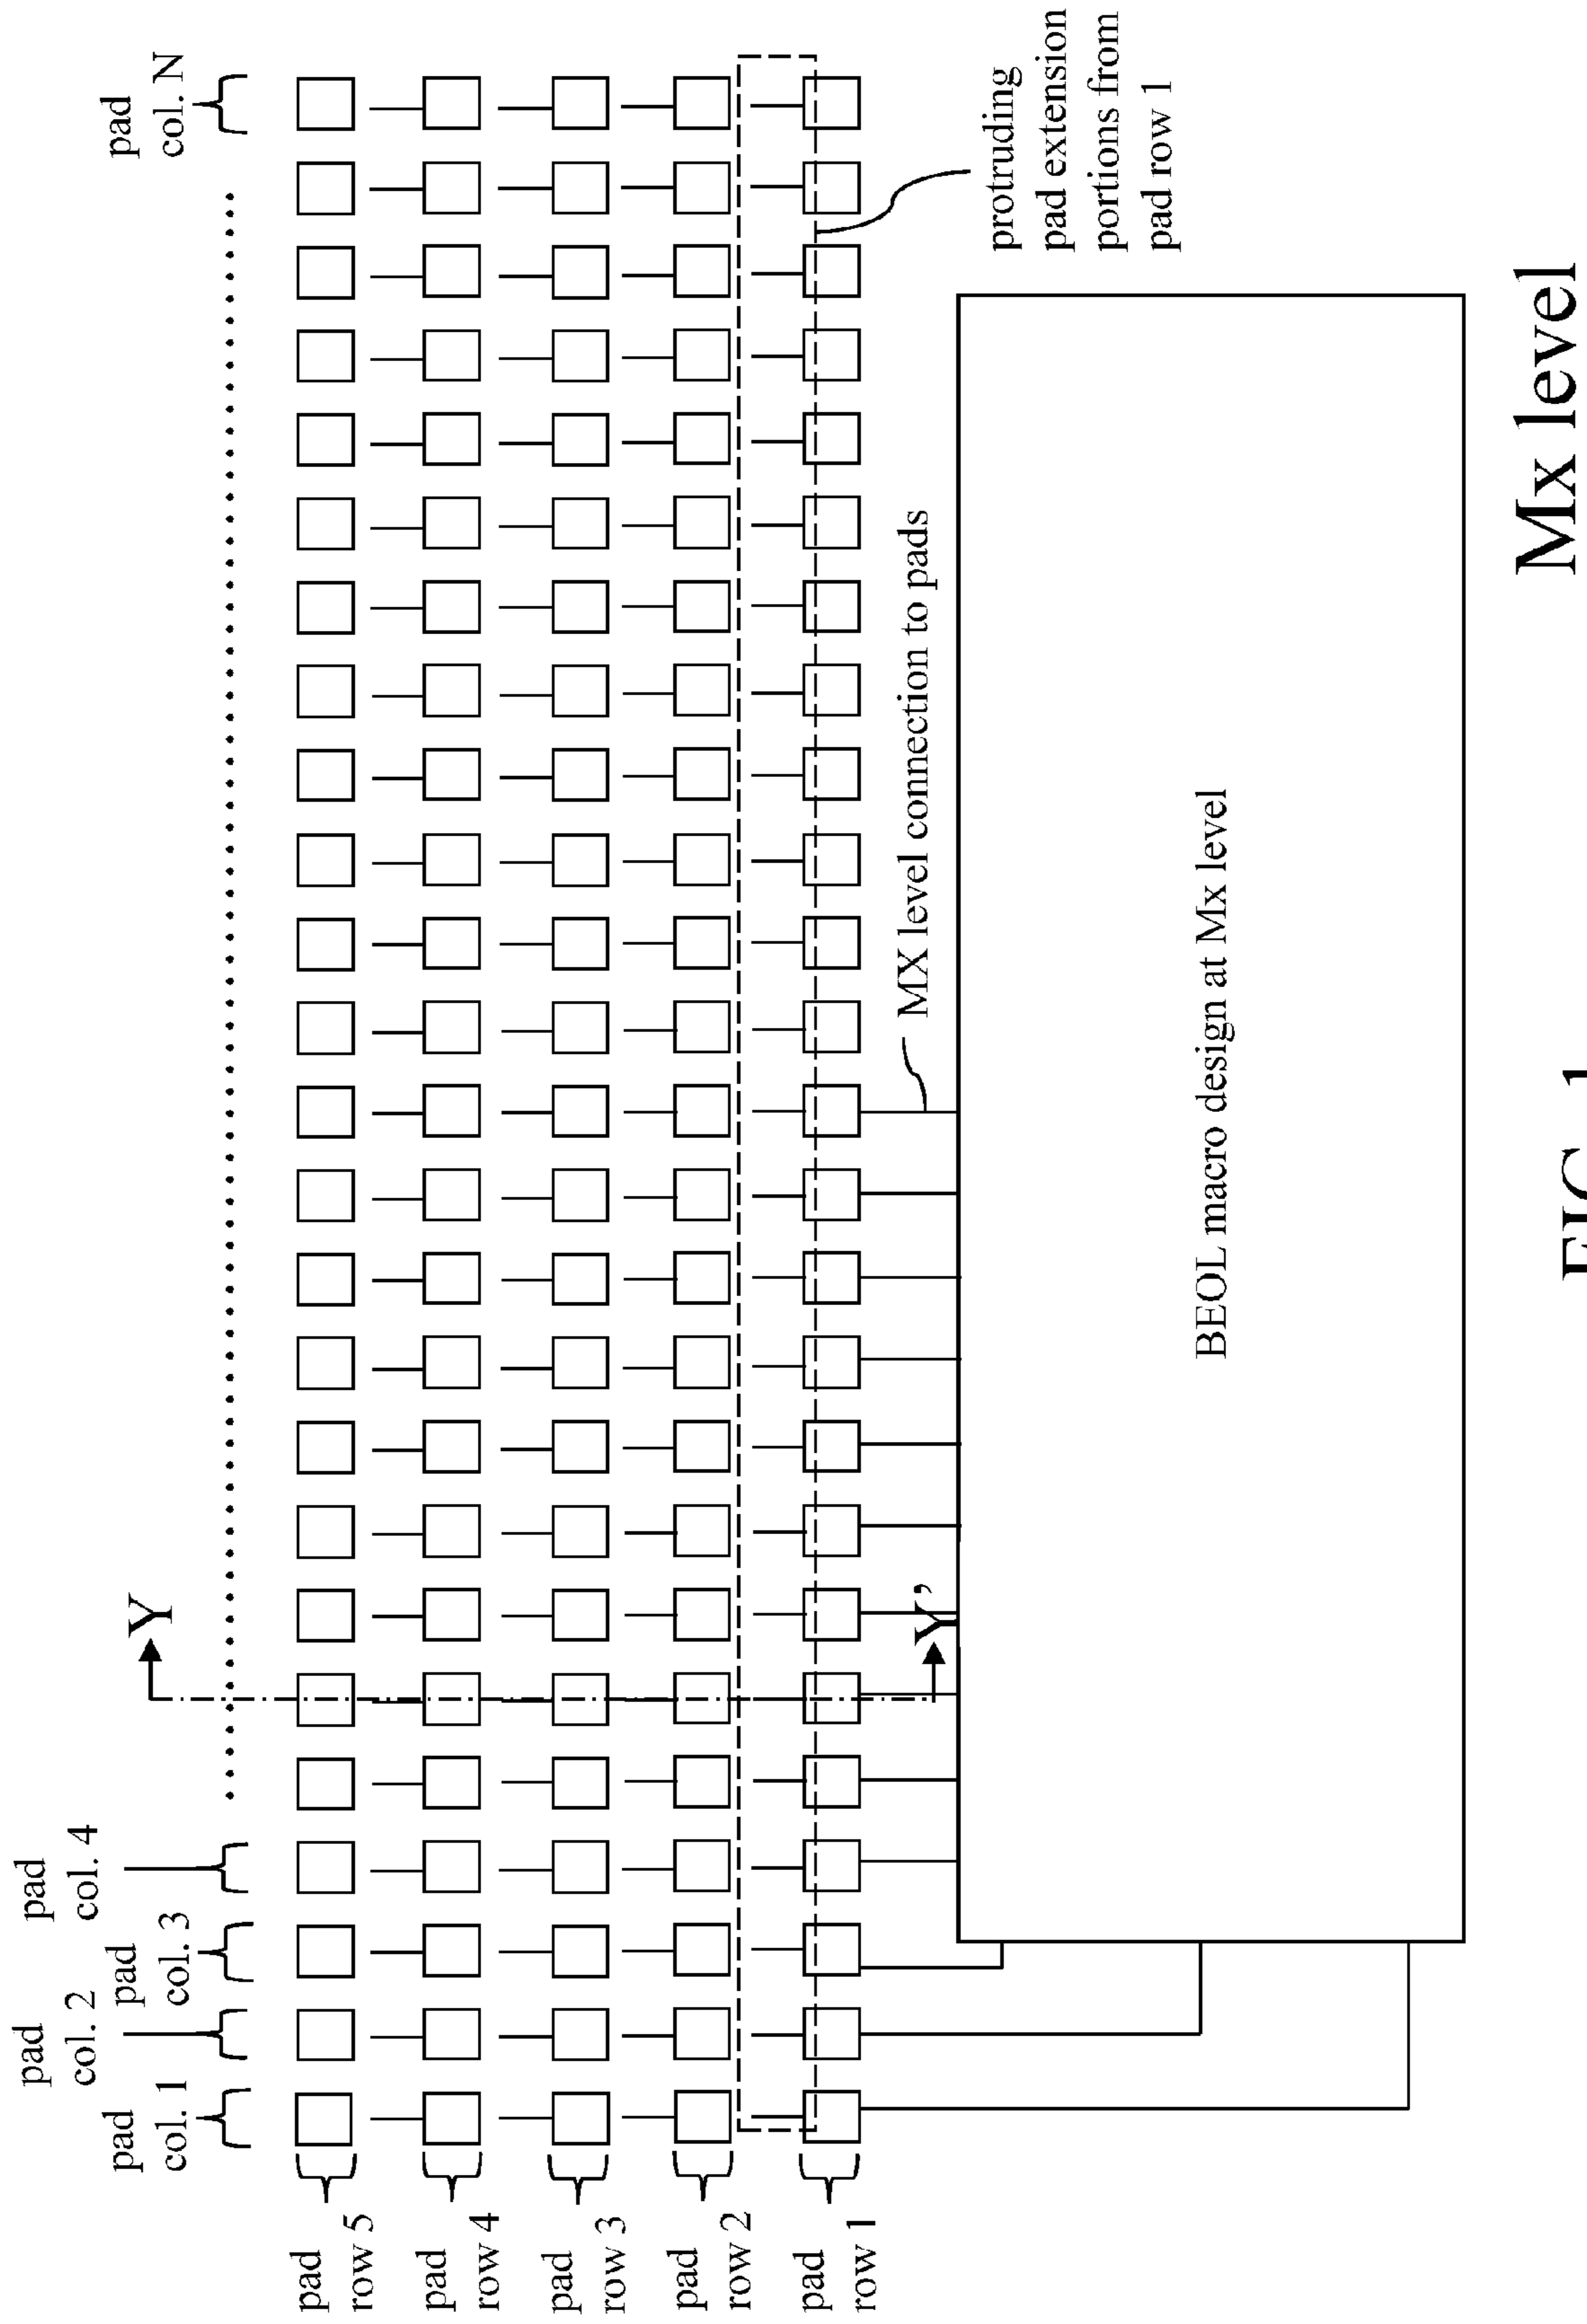 pad
col. 1
pad
col. 2
pad
col. 3
pad
col. 4
pad
col. N
Y
pad
row 5
pad
row 4
pad
row 3
pad
row 2
pad
row 1
Y’
MX level connection to pads
protruding
pad extension
portions from
pad row 1
BEOL macro design at Mx level
Mx level